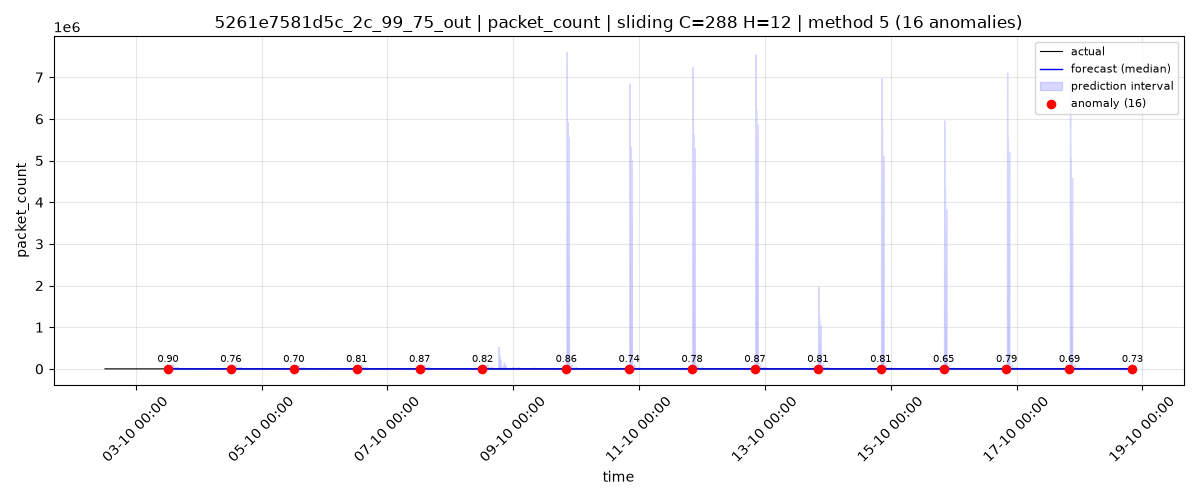 5261e7581d5c_2c_99_75_out | packet_count | sliding C=288 H=12 | method 5 (16 anomalies)
1e6
actual
forecast (median)
prediction interval
anomaly (16)
packet_count
7
6
5
4
3
2
1
0
0.90 0.76 0.70 0.81 0.87 0.82 0.86 0.74 0.78 0.87 0.81 0.81 0.65 0.79 0.69 0.73
03-10 00:00 05-10 00:00 07-10 00:00 09-10 00:00 11-10 00:00 13-10 00:00 15-10 00:00 17-10 00:00 19-10 00:00
time